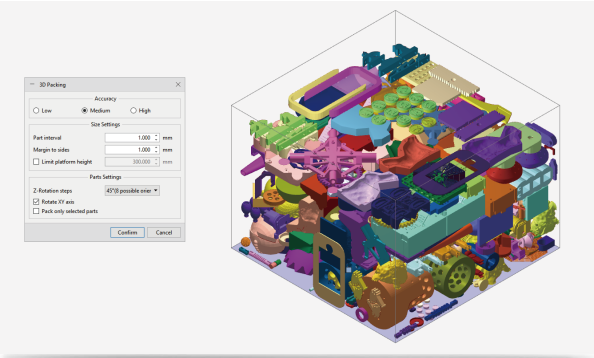 3D Packing
Accuracy
Low Medium High
Size Settings
Part interval 1.000 mm
Margin to sides 1.000 mm
Limit platform height 300.000 mm
Parts Settings
Z-Rotation steps 45°(8 possible orier
Rotate XY axis
Pack only selected parts
Confirm Cancel